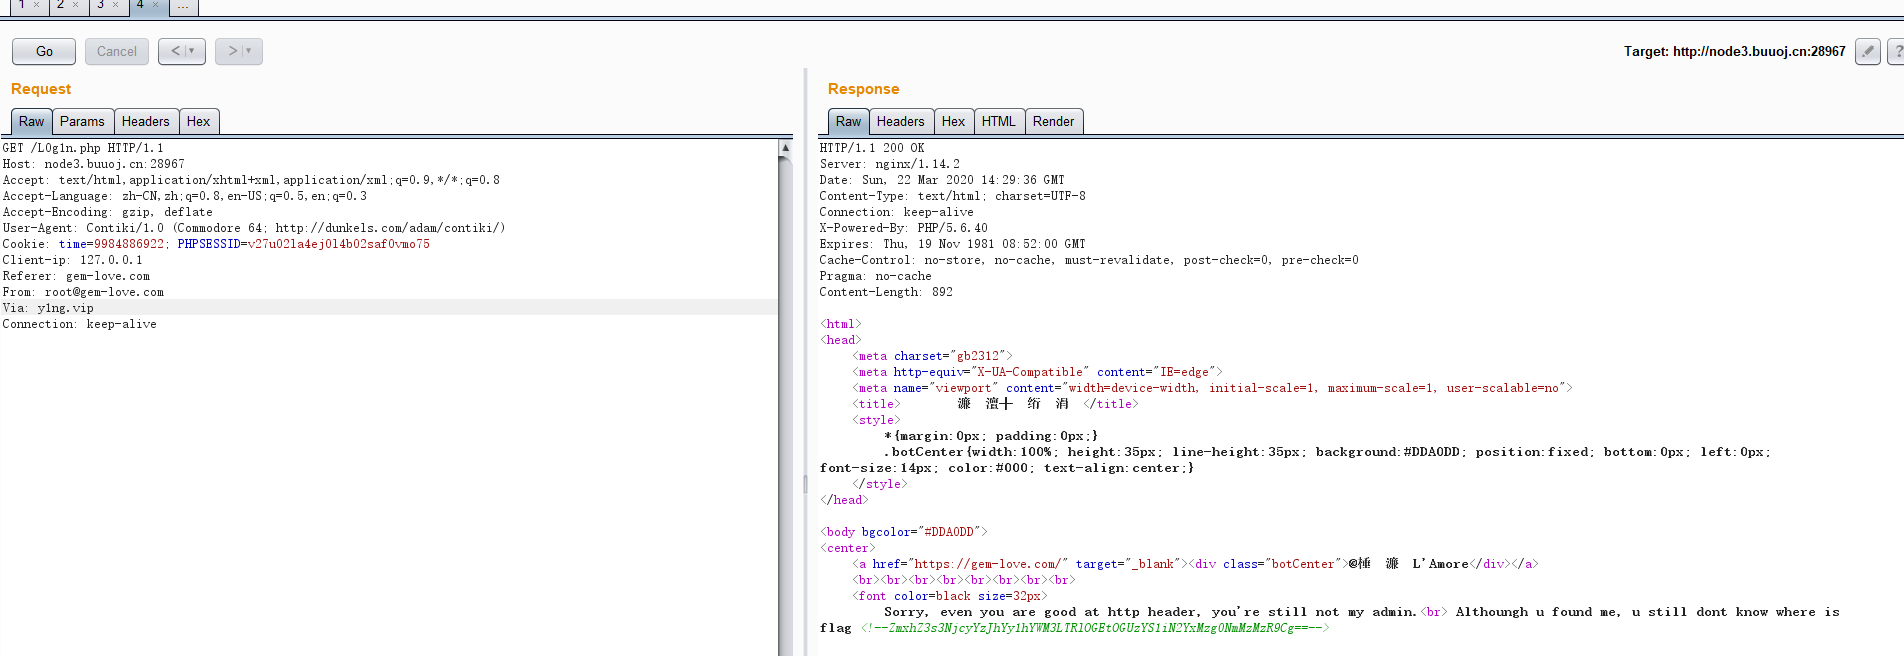 1 × 2 × 3 × 4 × ...
Go Cancel < > Target: http://node3.buuoj.cn:28967 ?
Request
Raw Params Headers Hex
GET /L0g1n.php HTTP/1.1
Host: node3.buuoj.cn:28967
Accept: text/html,application/xhtml+xml,application/xml;q=0.9,*/*;q=0.8
Accept-Language: zh-CN,zh;q=0.8,en-US;q=0.5,en;q=0.3
Accept-Encoding: gzip, deflate
User-Agent: Contiki/1.0 (Commodore 64; http://dunkels.com/adam/contiki/)
Cookie: time=9984886922; PHPSESSID=v27u02la4ej0l4b02saf0vmo75
Client-ip: 127.0.0.1
Referer: gem-love.com
From: root@gem-love.com
Via: y1ng.vip
Connection: keep-alive
Response
Raw Headers Hex HTML Render
HTTP/1.1 200 OK
Server: nginx/1.14.2
Date: Sun, 22 Mar 2020 14:29:36 GMT
Content-Type: text/html; charset=UTF-8
Connection: keep-alive
X-Powered-By: PHP/5.6.40
Expires: Thu, 19 Nov 1981 08:52:00 GMT
Cache-Control: no-store, no-cache, must-revalidate, post-check=0, pre-check=0
Pragma: no-cache
Content-Length: 892
<html>
<head>
<meta charset="gb2312">
<meta http-equiv="X-UA-Compatible" content="IE=edge">
<meta name="viewport" content="width=device-width, initial-scale=1, maximum-scale=1, user-scalable=no">
<title> 濂 澶十 绗 涓 </title>
<style>
*{margin:0px; padding:0px;}
.botCenter{width:100%; height:35px; line-height:35px; background:#DDA0DD; position:fixed; bottom:0px; left:0px;
font-size:14px; color:#000; text-align:center;}
</style>
</head>
<body bgcolor="#DDA0DD">
<center>
<a href="https://gem-love.com/" target="_blank"><div class="botCenter">@棰 濂 L'Amore</div></a>
<br><br><br><br><br><br><br><br>
<font color=black size=32px>
Sorry, even you are good at http header, you're still not my admin.<br> Althoungh u found me, u still dont know where is
flag <!--ZmxhZ3s3NjcyYzJhYy1hYWM3LTRlOGEtOGUzYS1iN2YxMzg0NmMzMzR9Cg==-->